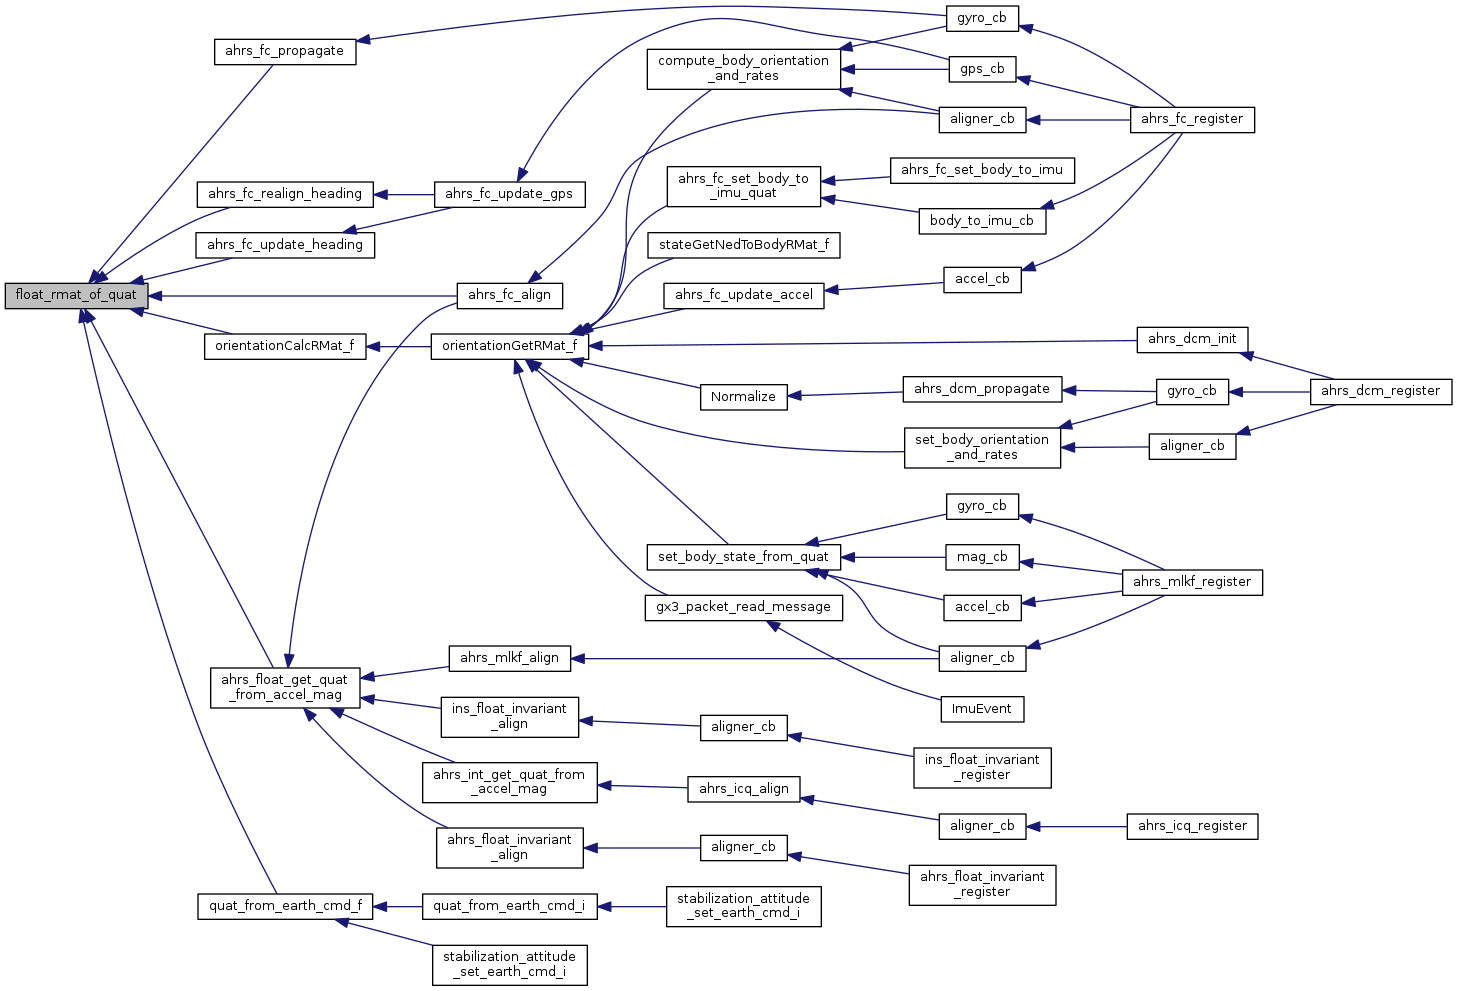 gyro_cb
ahrs_fc_propagate
compute_body_orientation
_and_rates
gps_cb
aligner_cb
ahrs_fc_register
ahrs_fc_set_body_to
_imu_quat
ahrs_fc_set_body_to_imu
ahrs_fc_realign_heading
ahrs_fc_update_gps
body_to_imu_cb
ahrs_fc_update_heading
stateGetNedToBodyRMat_f
accel_cb
float_rmat_of_quat
ahrs_fc_align
ahrs_fc_update_accel
orientationCalcRMat_f
orientationGetRMat_f
ahrs_dcm_init
Normalize
ahrs_dcm_propagate
gyro_cb
ahrs_dcm_register
set_body_orientation
_and_rates
aligner_cb
gyro_cb
set_body_state_from_quat
mag_cb
ahrs_mlkf_register
gx3_packet_read_message
accel_cb
ahrs_mlkf_align
aligner_cb
ahrs_float_get_quat
_from_accel_mag
ImuEvent
ins_float_invariant
_align
aligner_cb
ins_float_invariant
_register
ahrs_int_get_quat_from
_accel_mag
ahrs_icq_align
aligner_cb
ahrs_icq_register
ahrs_float_invariant
_align
aligner_cb
ahrs_float_invariant
_register
quat_from_earth_cmd_f
quat_from_earth_cmd_i
stabilization_attitude
_set_earth_cmd_i
stabilization_attitude
_set_earth_cmd_i